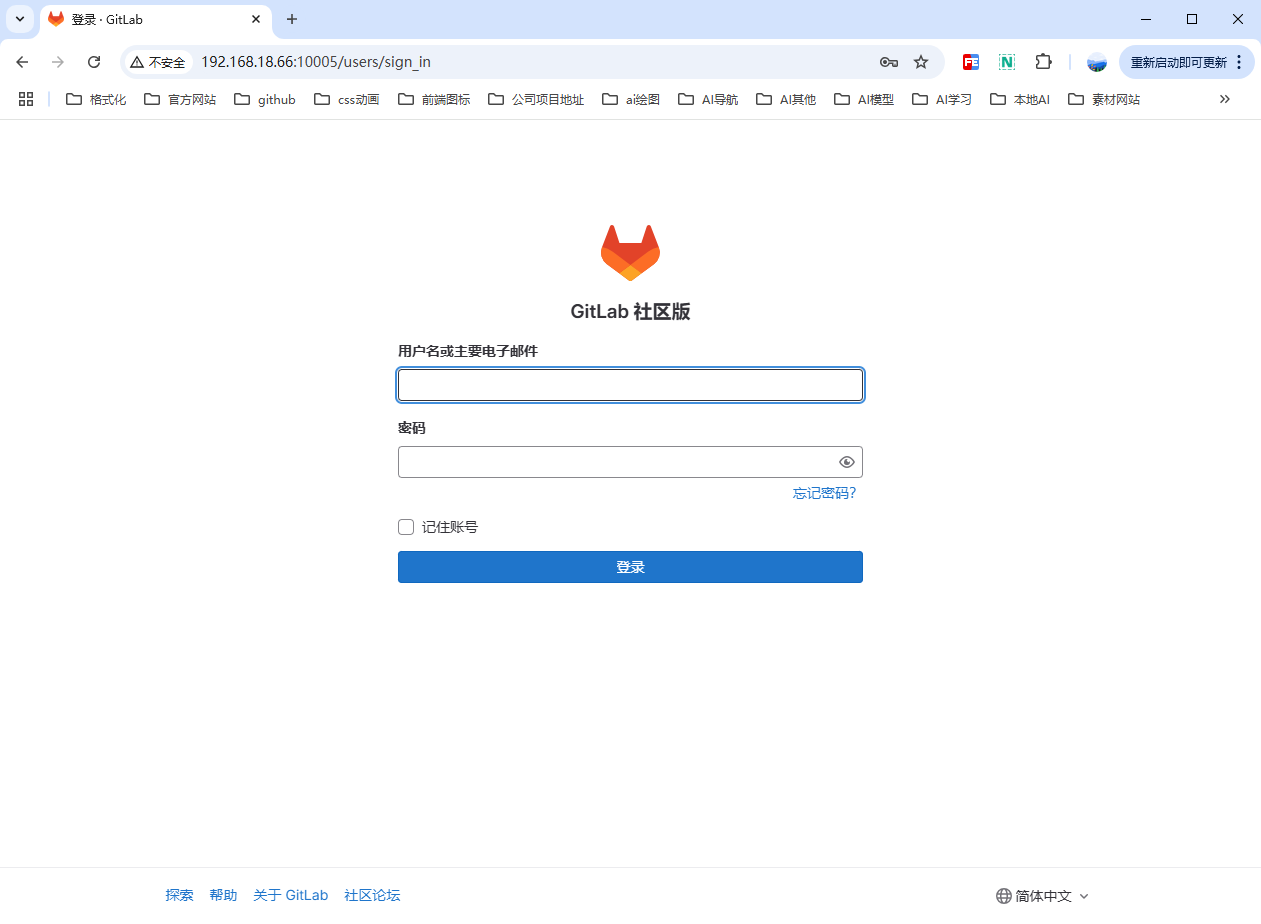 登录 · GitLab
不安全 192.168.18.66:10005/users/sign_in FE N 重新启动即可更新
格式化 官方网站 github css动画 前端图标 公司项目地址 ai绘图 AI导航 AI其他 AI模型 AI学习 本地AI 素材网站
GitLab 社区版
用户名或主要电子邮件
密码
忘记密码?
记住账号
登录
探索 帮助 关于 GitLab 社区论坛 简体中文